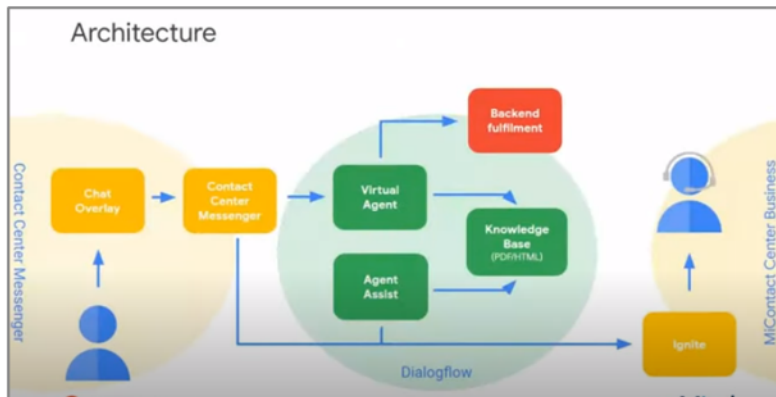 Architecture
Backend
fulfilment
Contact Center Messenger
Chat
Overlay
Contact
Center
Messenger
Virtual
Agent
Knowledge
Base
(PDF/HTML)
Agent
Assist
Ignite
Dialogflow
MiContact Center Business